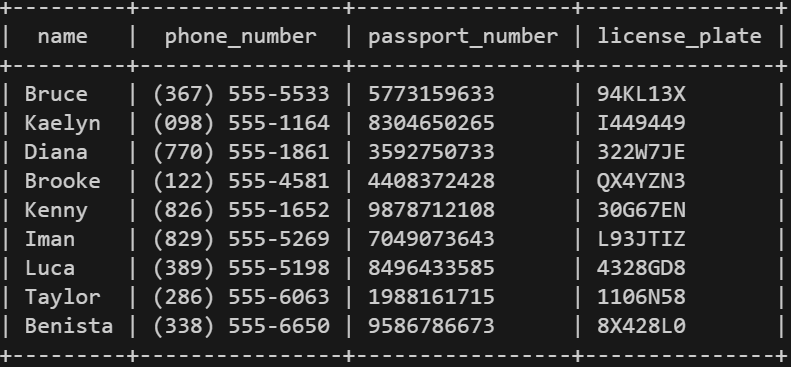 +---------+----------------+-----------------+---------------+
|  name   |  phone_number  | passport_number | license_plate |
+---------+----------------+-----------------+---------------+
| Bruce   | (367) 555-5533 | 5773159633      | 94KL13X       |
| Kaelyn  | (098) 555-1164 | 8304650265      | I449449       |
| Diana   | (770) 555-1861 | 3592750733      | 322W7JE       |
| Brooke  | (122) 555-4581 | 4408372428      | QX4YZN3       |
| Kenny   | (826) 555-1652 | 9878712108      | 30G67EN       |
| Iman    | (829) 555-5269 | 7049073643      | L93JTIZ       |
| Luca    | (389) 555-5198 | 8496433585      | 4328GD8       |
| Taylor  | (286) 555-6063 | 1988161715      | 1106N58       |
| Benista | (338) 555-6650 | 9586786673      | 8X428L0       |
+---------+----------------+-----------------+---------------+